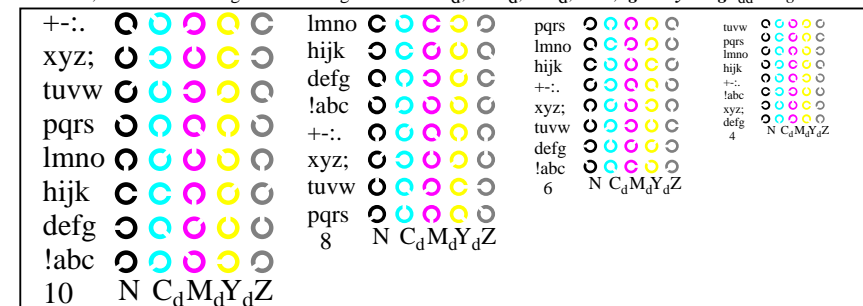 +-:.
xyz;
tuvw
pqrs
lmno
hijk
defg
!abc
10 N CdMdYdZ
lmno
hijk
defg
!abc
+-:.
xyz;
tuvw
pqrs
8 N CdMdYdZ
pqrs
lmno
hijk
+-:.
xyz;
tuvw
defg
!abc
6 N CdMdYdZ
tuvw
pqrs
lmno
hijk
+-:.
!abc
xyz;
defg
4 N CdMdYdZ